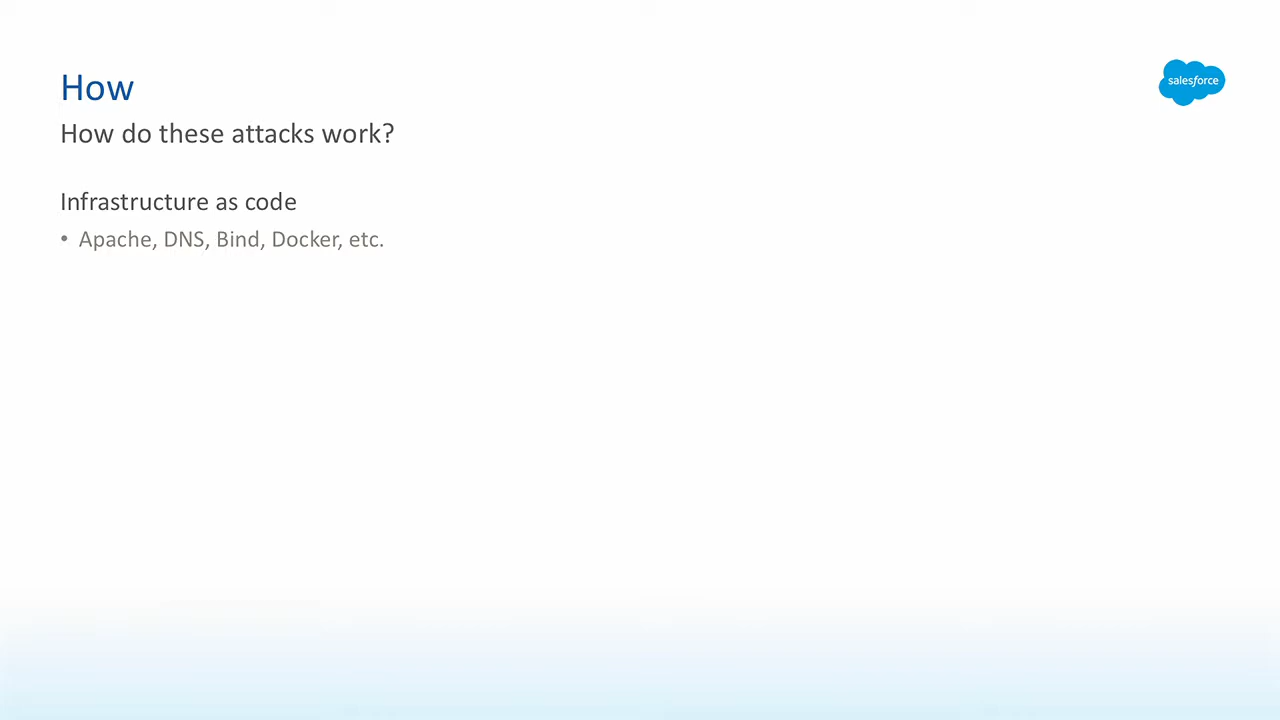 How
salesforce
How do these attacks work?
Infrastructure as code
• Apache, DNS, Bind, Docker, etc.